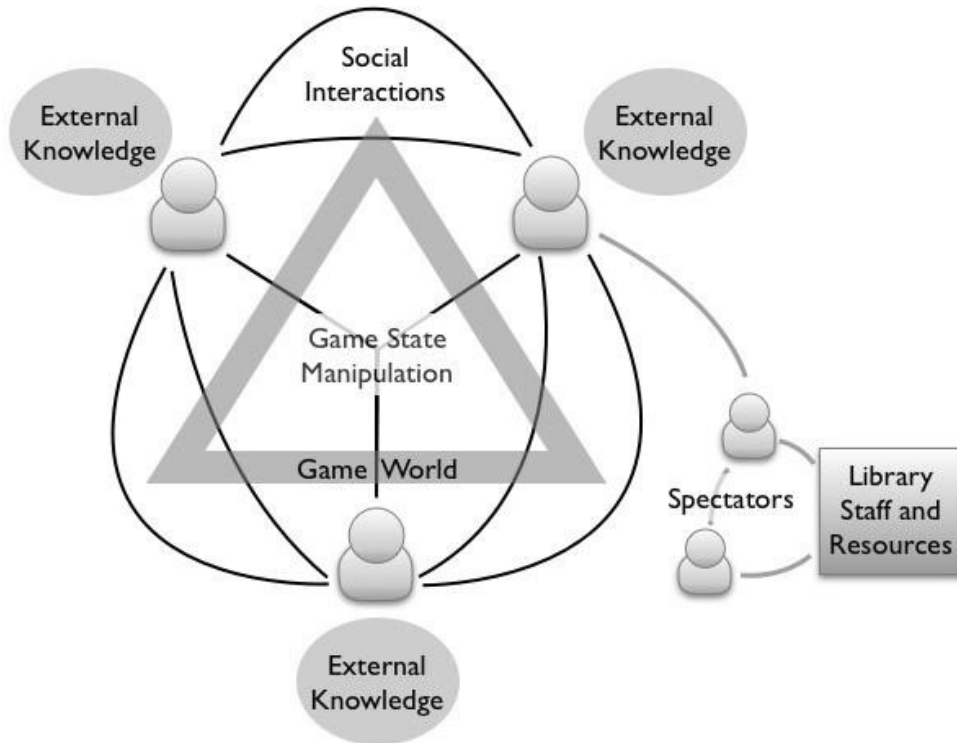 Social
Interactions
External
Knowledge
External
Knowledge
Game State
Manipulation
Game World
Spectators
Library
Staff and
Resources
External
Knowledge